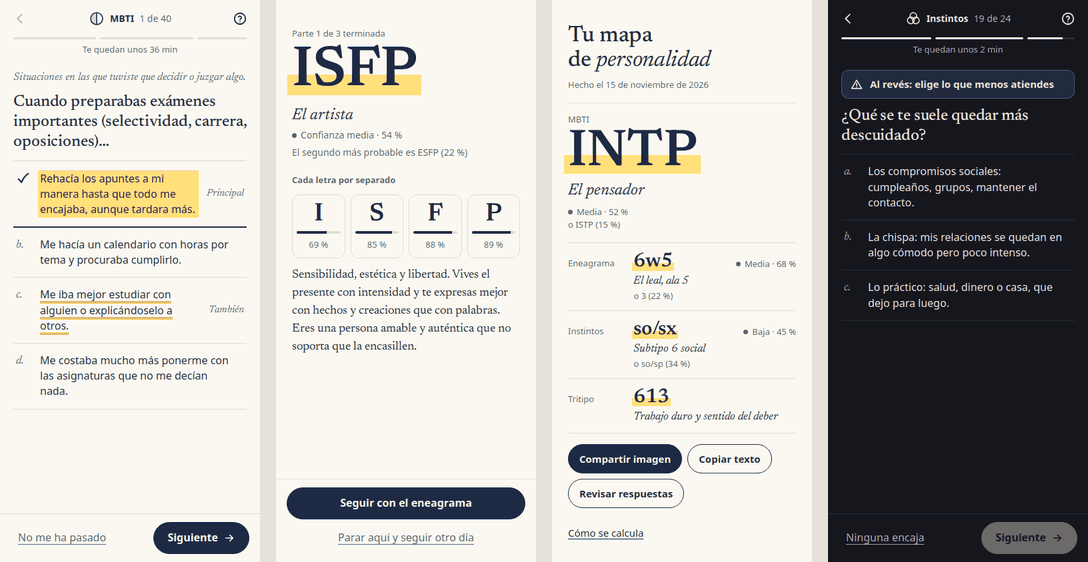 MBTI 1 de 40
Te quedan unos 36 min
Situaciones en las que tuviste que decidir o juzgar algo.
Cuando preparabas exámenes
importantes (selectividad, carrera,
oposiciones)...
Rehacía los apuntes a mi
manera hasta que todo me
encajaba, aunque tardara más.
Principal
b. Me hacía un calendario con horas por
tema y procuraba cumplirlo.
c. Me iba mejor estudiar con
alguien o explicándoselo a
otros.
También
d. Me costaba mucho más ponerme con
las asignaturas que no me decían
nada.
No me ha pasado
Siguiente →
Parte 1 de 3 terminada
ISFP
El artista
Confianza media · 54 %
El segundo más probable es ESFP (22 %)
Cada letra por separado
I S F P
69 % 85 % 88 % 89 %
Sensibilidad, estética y libertad. Vives el
presente con intensidad y te expresas mejor
con hechos y creaciones que con palabras.
Eres una persona amable y auténtica que no
soporta que la encasillen.
Seguir con el eneagrama
Parar aquí y seguir otro día
Tu mapa
de personalidad
Hecho el 15 de noviembre de 2026
MBTI
INTP
El pensador
Media · 52 %
o ISTP (15 %)
Eneagrama 6w5 Media · 68 %
El leal, ala 5
o 3 (22 %)
Instintos so/sx Baja · 45 %
Subtipo 6 social
o so/sp (34 %)
Tritipo 613
Trabajo duro y sentido del deber
Compartir imagen Copiar texto
Revisar respuestas
Cómo se calcula
Instintos 19 de 24
Te quedan unos 2 min
Al revés: elige lo que menos atiendes
¿Qué se te suele quedar más
descuidado?
a. Los compromisos sociales:
cumpleaños, grupos, mantener el
contacto.
b. La chispa: mis relaciones se quedan en
algo cómodo pero poco intenso.
c. Lo práctico: salud, dinero o casa, que
dejo para luego.
Ninguna encaja
Siguiente →